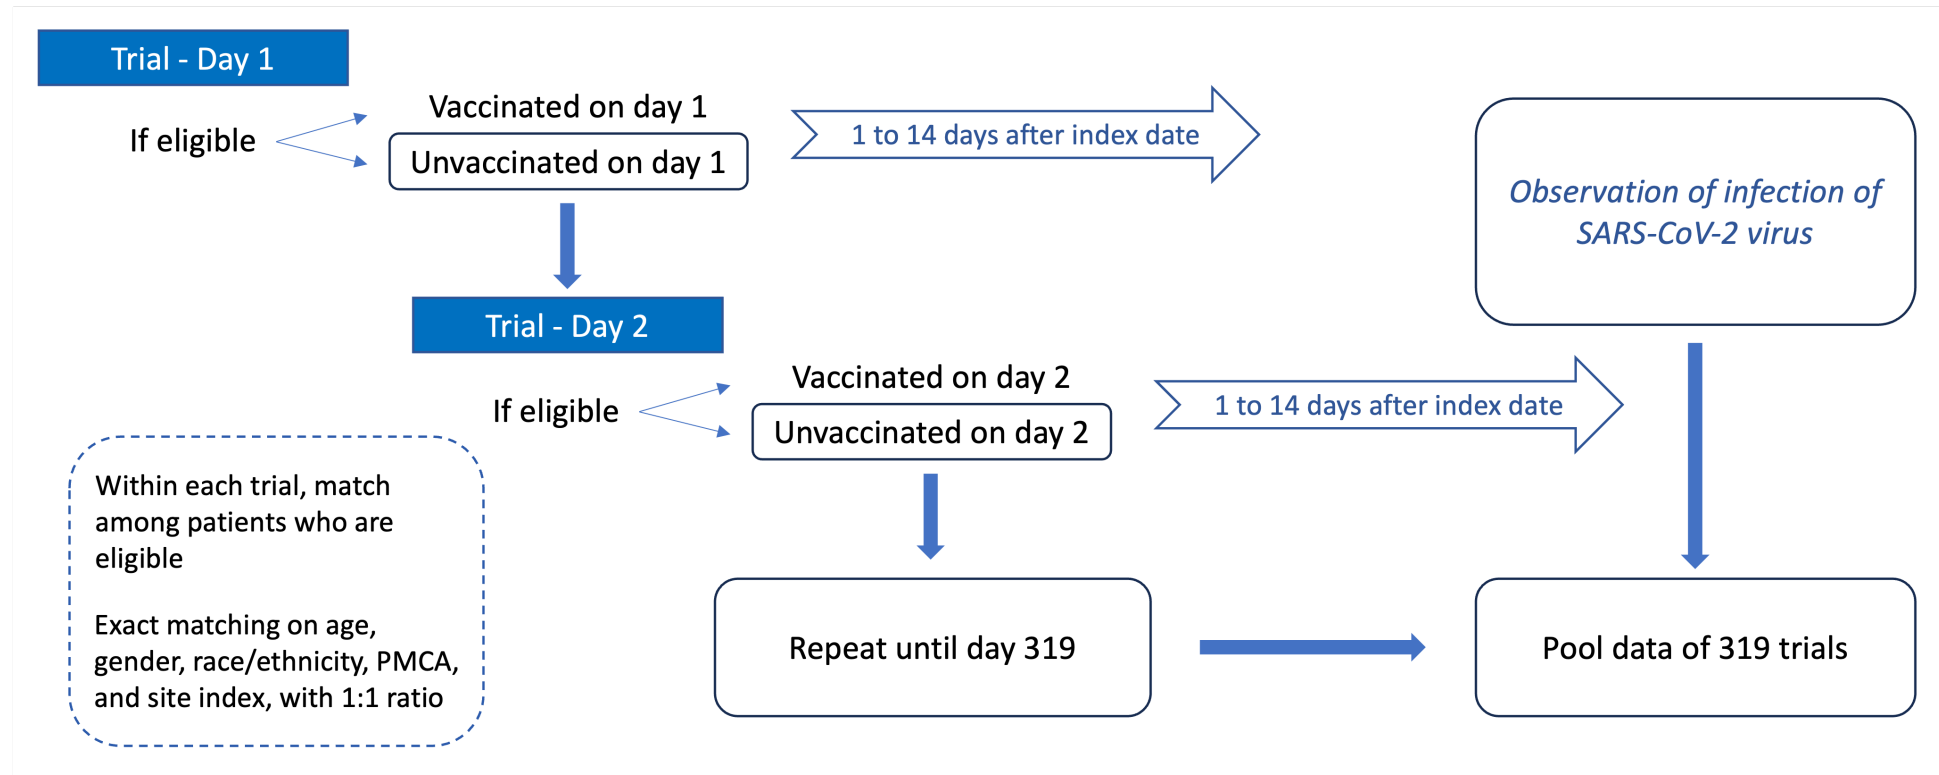 Trial - Day 1
If eligible
Vaccinated on day 1
Unvaccinated on day 1
1 to 14 days after index date
Observation of infection of
SARS-CoV-2 virus
Trial - Day 2
If eligible
Vaccinated on day 2
Unvaccinated on day 2
1 to 14 days after index date
Within each trial, match
among patients who are
eligible
Exact matching on age,
gender, race/ethnicity, PMCA,
and site index, with 1:1 ratio
Repeat until day 319
Pool data of 319 trials